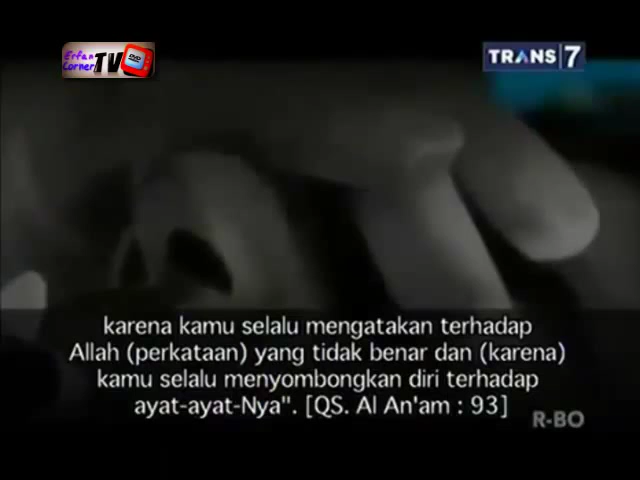 Erfan
Corner TV
DVD
TRANS 7
karena kamu selalu mengatakan terhadap
Allah (perkataan) yang tidak benar dan (karena)
kamu selalu menyombongkan diri terhadap
ayat-ayat-Nya". [QS. Al An'am : 93]
R-BO